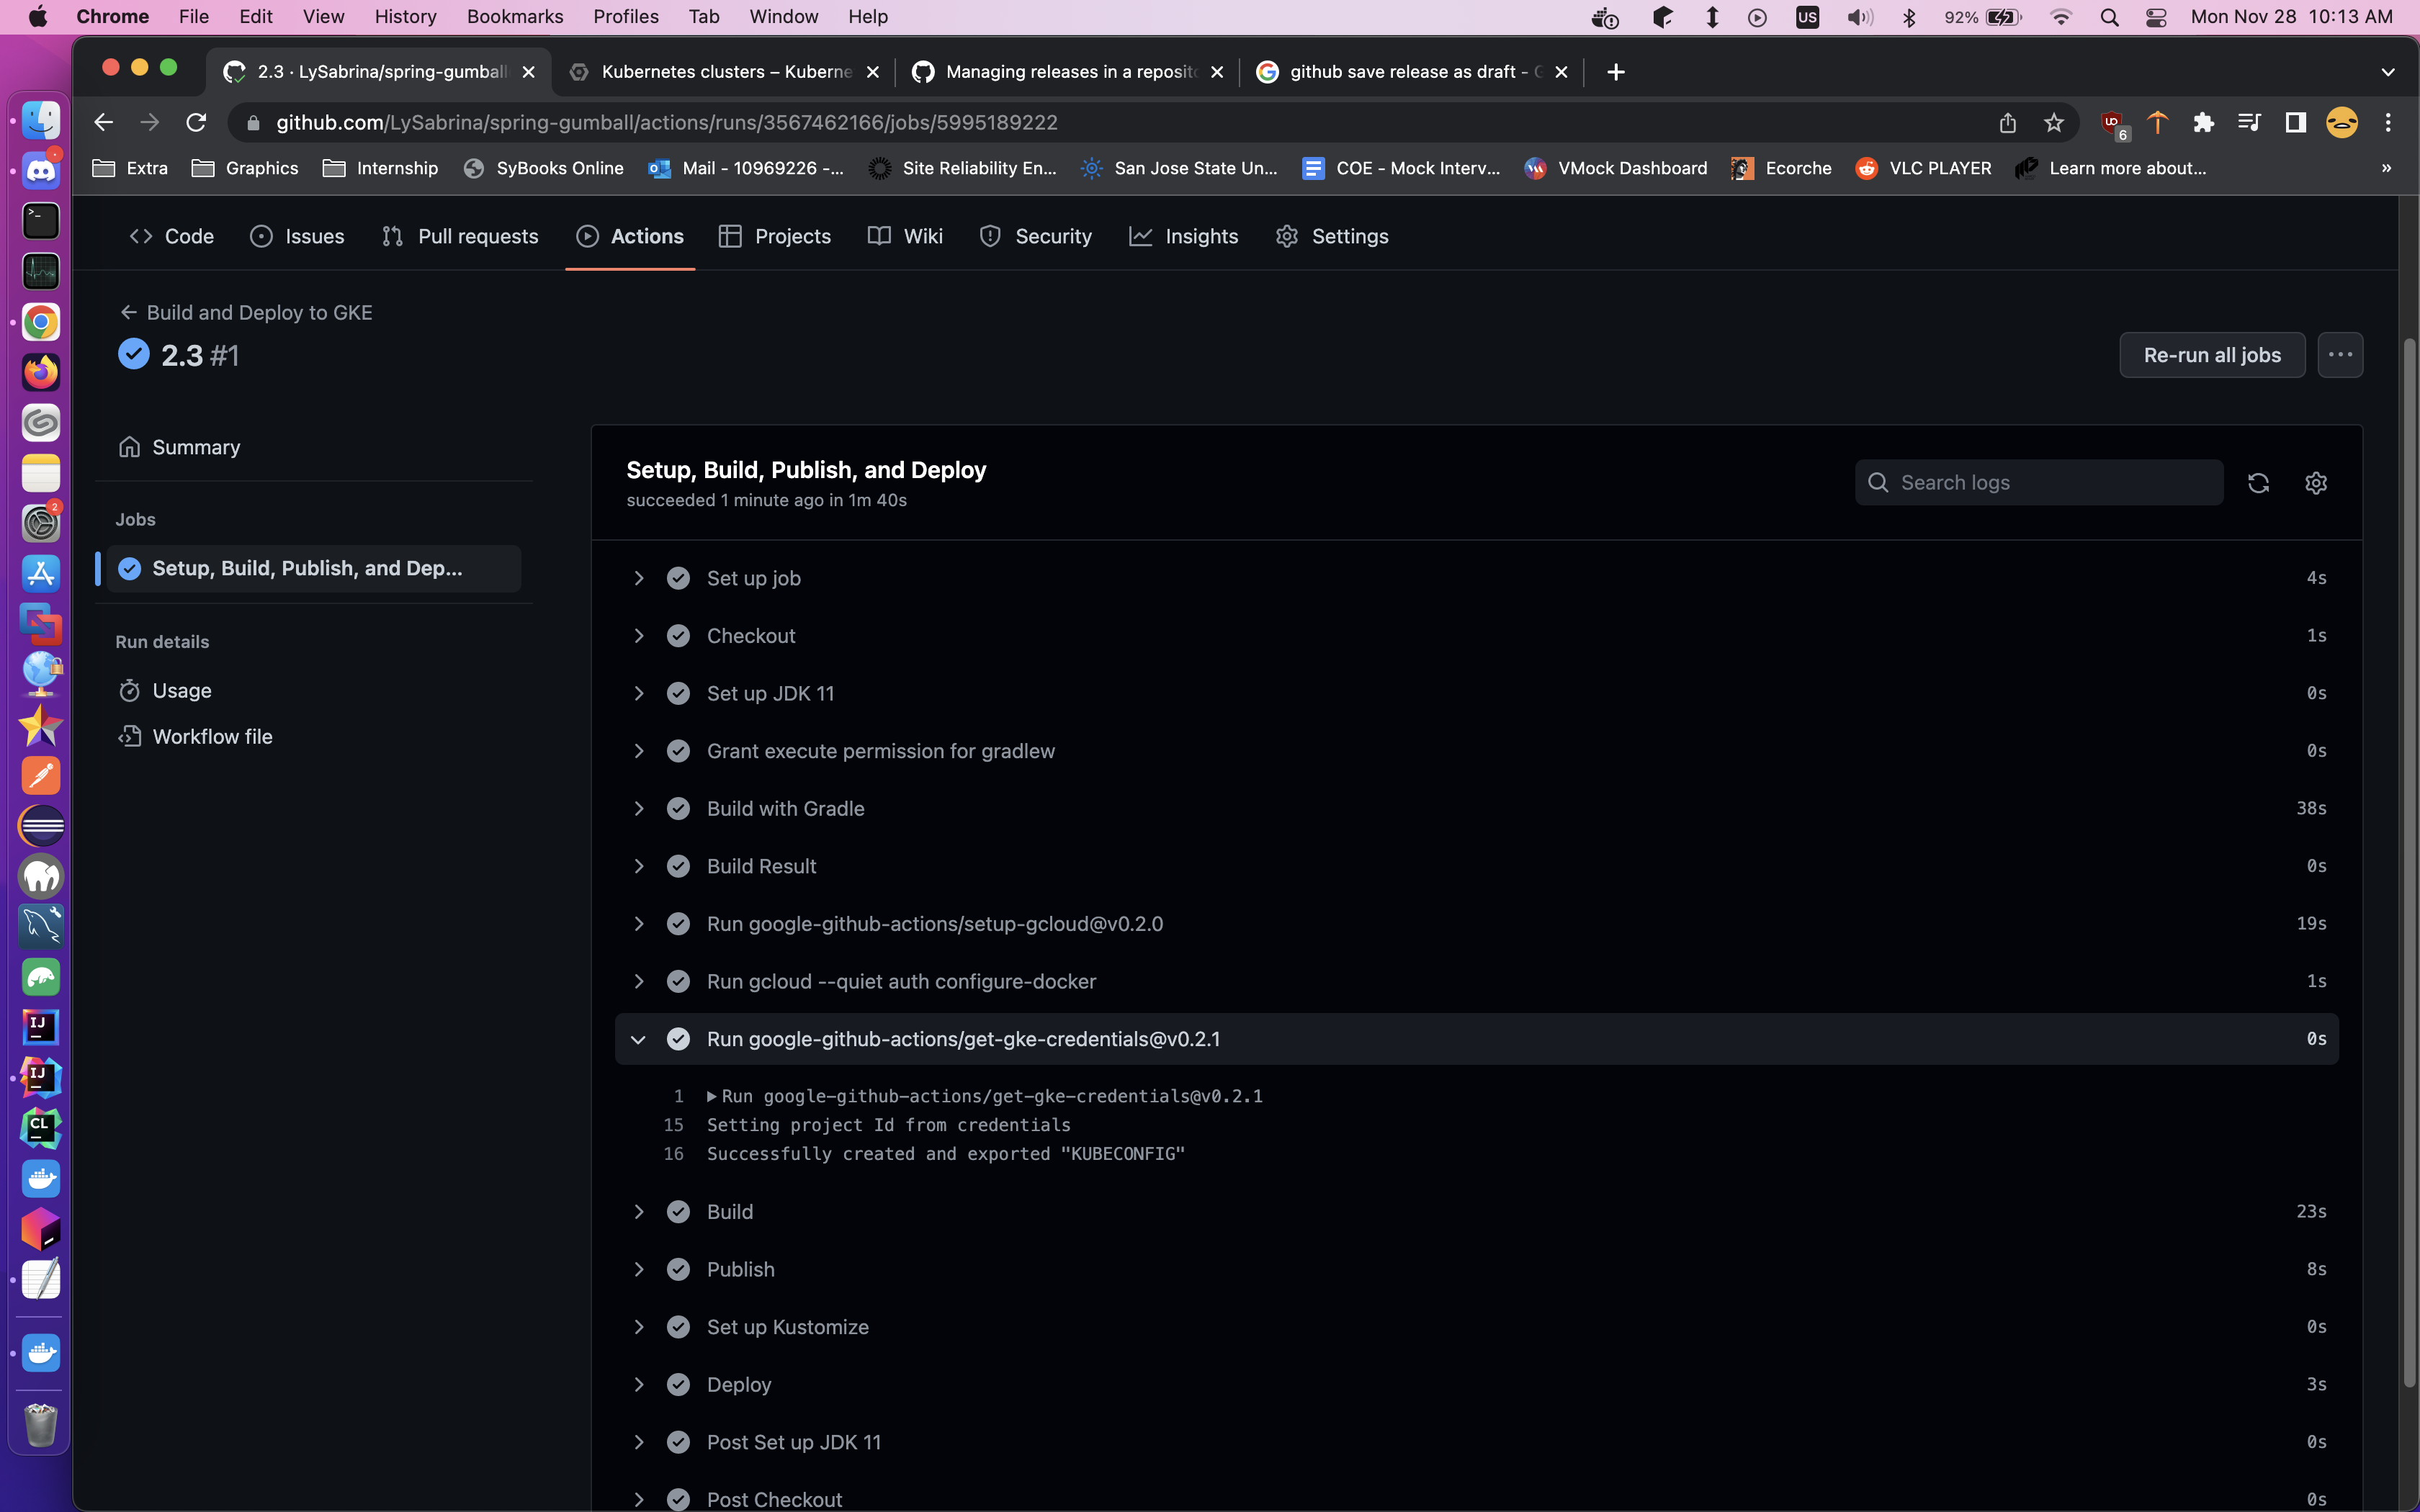 Chrome File Edit View History Bookmarks Profiles Tab Window Help US 92% Mon Nov 28 10:13 AM
2.3 · LySabrina/spring-gumball Kubernetes clusters – Kuberne Managing releases in a reposito github save release as draft - G
github.com/LySabrina/spring-gumball/actions/runs/3567462166/jobs/5995189222 6
Extra Graphics Internship SyBooks Online Mail - 10969226 -... Site Reliability En... San Jose State Un... COE - Mock Interv... VMock Dashboard Ecorche VLC PLAYER Learn more about... »
Code Issues Pull requests Actions Projects Wiki Security Insights Settings
Build and Deploy to GKE
2.3 #1
Re-run all jobs
Summary
Jobs
Setup, Build, Publish, and Dep...
Run details
Usage
Workflow file
Setup, Build, Publish, and Deploy
succeeded 1 minute ago in 1m 40s
Search logs
Set up job 4s
Checkout 1s
Set up JDK 11 0s
Grant execute permission for gradlew 0s
Build with Gradle 38s
Build Result 0s
Run google-github-actions/setup-gcloud@v0.2.0 19s
Run gcloud --quiet auth configure-docker 1s
Run google-github-actions/get-gke-credentials@v0.2.1 0s
1 Run google-github-actions/get-gke-credentials@v0.2.1
15 Setting project Id from credentials
16 Successfully created and exported "KUBECONFIG"
Build 23s
Publish 8s
Set up Kustomize 0s
Deploy 3s
Post Set up JDK 11 0s
Post Checkout 0s
2
IJ
IJ
CL